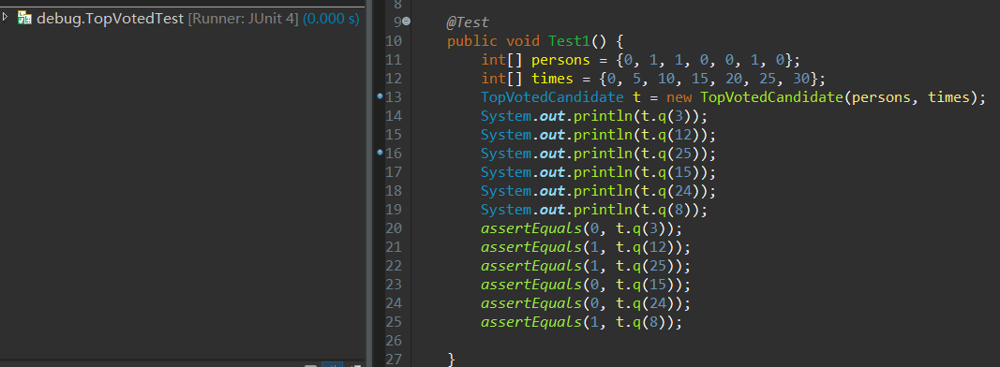 debug.TopVotedTest [Runner: JUnit 4] (0.000 s)
8
9 @Test
10 public void Test1() {
11 int[] persons = {0, 1, 1, 0, 0, 1, 0};
12 int[] times = {0, 5, 10, 15, 20, 25, 30};
13 TopVotedCandidate t = new TopVotedCandidate(persons, times);
14 System.out.println(t.q(3));
15 System.out.println(t.q(12));
16 System.out.println(t.q(25));
17 System.out.println(t.q(15));
18 System.out.println(t.q(24));
19 System.out.println(t.q(8));
20 assertEquals(0, t.q(3));
21 assertEquals(1, t.q(12));
22 assertEquals(1, t.q(25));
23 assertEquals(0, t.q(15));
24 assertEquals(0, t.q(24));
25 assertEquals(1, t.q(8));
26
27 }